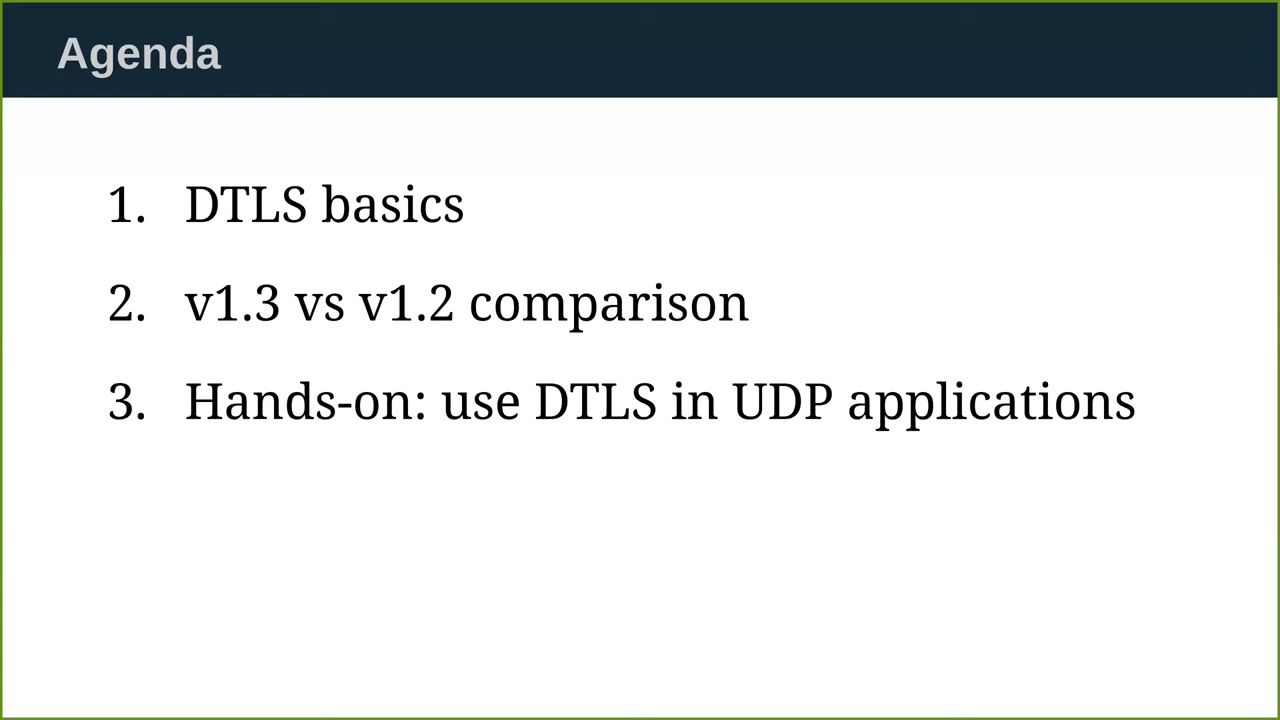 Agenda
1. DTLS basics
2. v1.3 vs v1.2 comparison
3. Hands-on: use DTLS in UDP applications